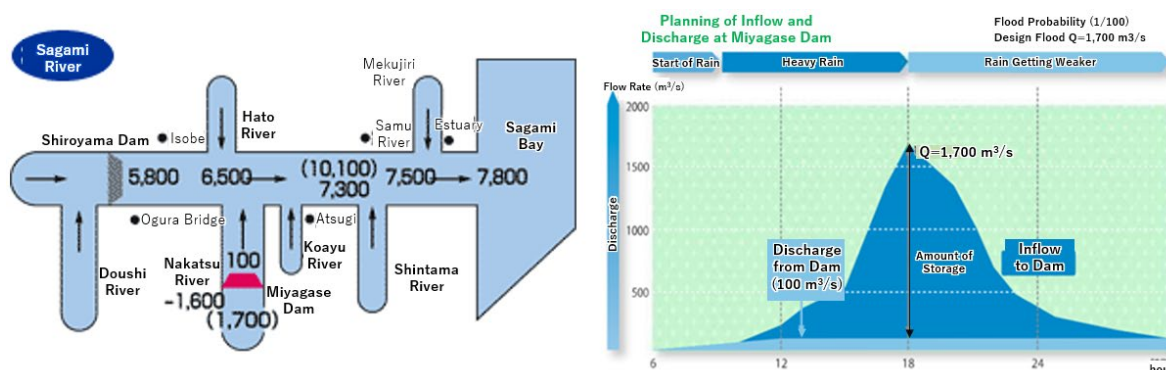 Sagami
River
Mekujiri
River
Hato
River
Samu
River
Estuary
Sagami
Bay
Shiroyama Dam
Isobe
5,800
6,500
(10,100)
7,300
7,500
7,800
Ogura Bridge
Atsugi
Koayu
River
Doushi
River
Nakatsu
River
100
-1,600
(1,700)
Miyagase
Dam
Shintama
River
Planning of Inflow and
Discharge at Miyagase Dam
Flood Probability (1/100)
Design Flood Q=1,700 m3/s
Start of Rain
Heavy Rain
Rain Getting Weaker
Flow Rate (m³/s)
2000
1500
1000
500
Discharge
Q=1,700 m³/s
Discharge
from Dam
(100 m³/s)
Amount of
Storage
Inflow
to Dam
6
12
18
24